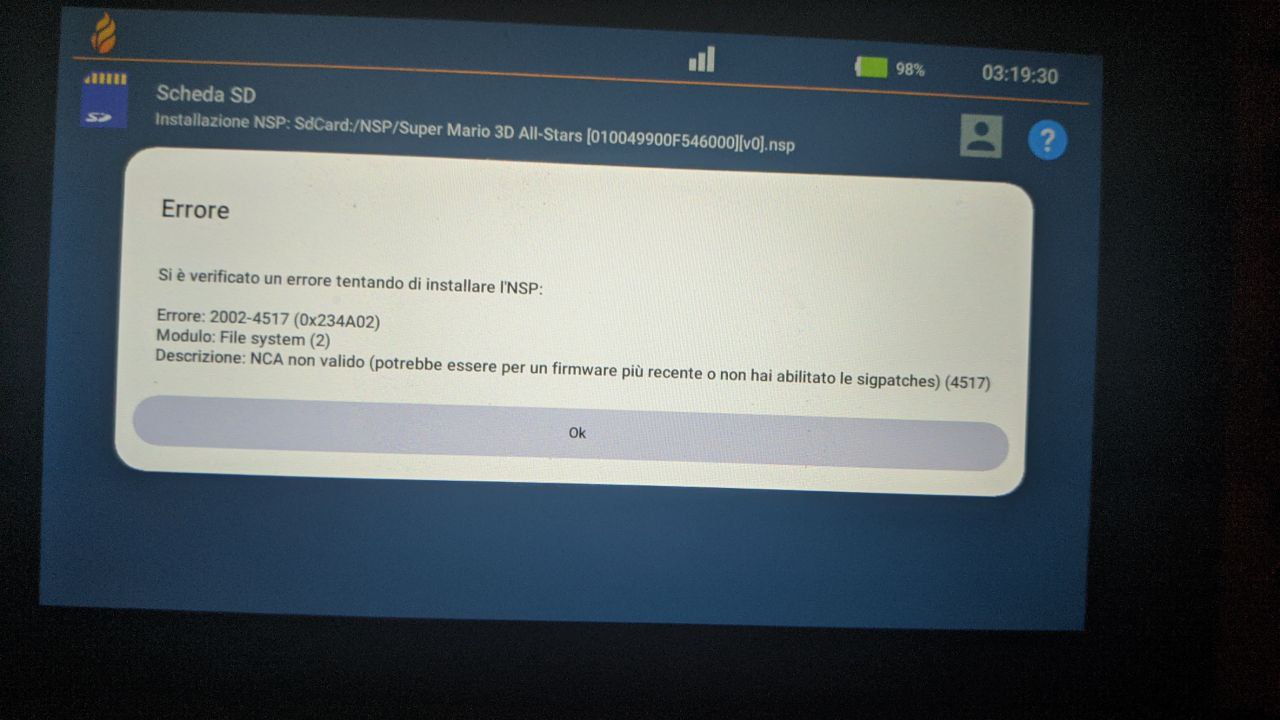 98%
03:19:30
Scheda SD
Installazione NSP: SdCard:/NSP/Super Mario 3D All-Stars [010049900F546000][v0].nsp
?
Errore
Si è verificato un errore tentando di installare l'NSP:
Errore: 2002-4517 (0x234A02)
Modulo: File system (2)
Descrizione: NCA non valido (potrebbe essere per un firmware più recente o non hai abilitato le sigpatches) (4517)
Ok